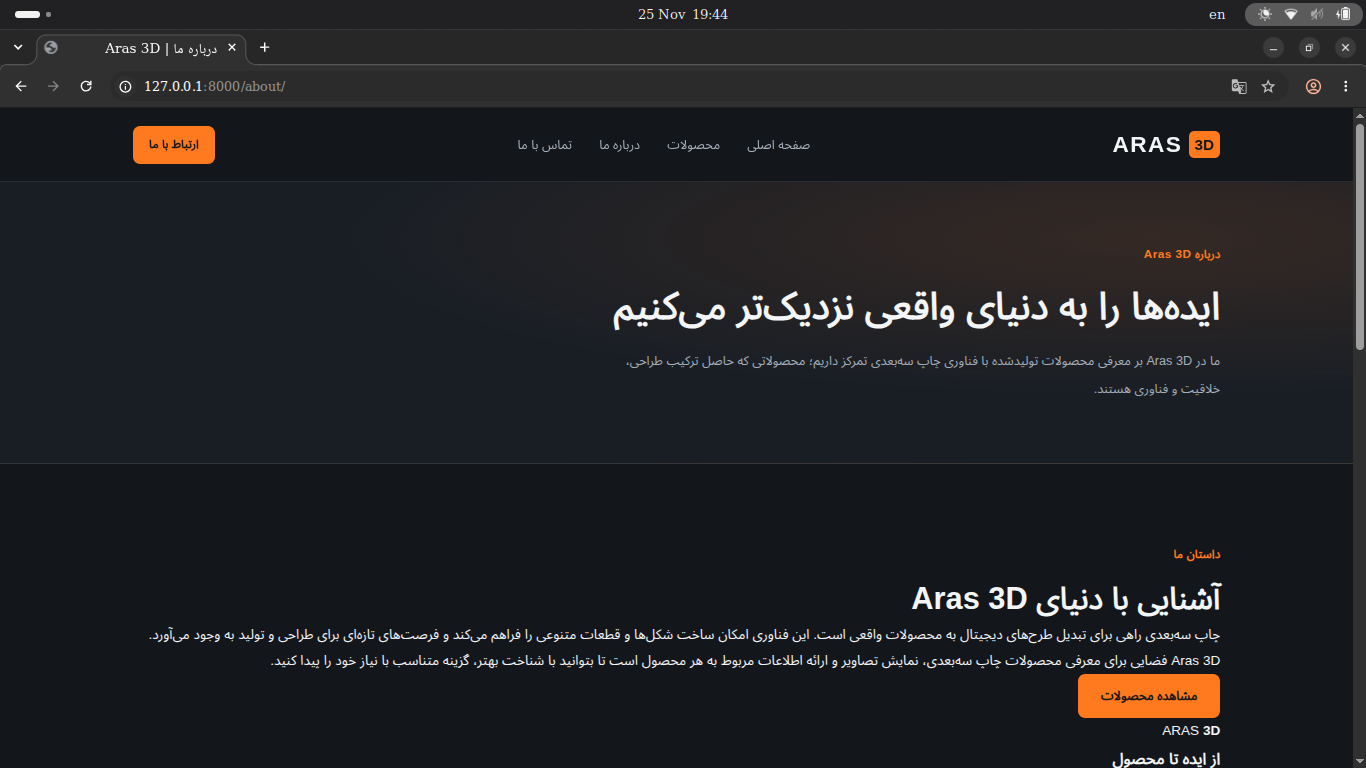 25 Nov 19:44
en
درباره ما | Aras 3D
127.0.0.1:8000/about/
ARAS 3D
صفحه اصلی
محصولات
درباره ما
تماس با ما
ارتباط با ما
درباره Aras 3D
ایده‌ها را به دنیای واقعی نزدیک‌تر می‌کنیم
ما در Aras 3D بر معرفی محصولات تولیدشده با فناوری چاپ سه‌بعدی تمرکز داریم؛ محصولاتی که حاصل ترکیب طراحی،
خلاقیت و فناوری هستند.
داستان ما
آشنایی با دنیای Aras 3D
چاپ سه‌بعدی راهی برای تبدیل طرح‌های دیجیتال به محصولات واقعی است. این فناوری امکان ساخت شکل‌ها و قطعات متنوعی را فراهم می‌کند و فرصت‌های تازه‌ای برای طراحی و تولید به وجود می‌آورد.
Aras 3D فضایی برای معرفی محصولات چاپ سه‌بعدی، نمایش تصاویر و ارائه اطلاعات مربوط به هر محصول است تا بتوانید با شناخت بهتر، گزینه متناسب با نیاز خود را پیدا کنید.
مشاهده محصولات
ARAS 3D
از ایده تا محصول